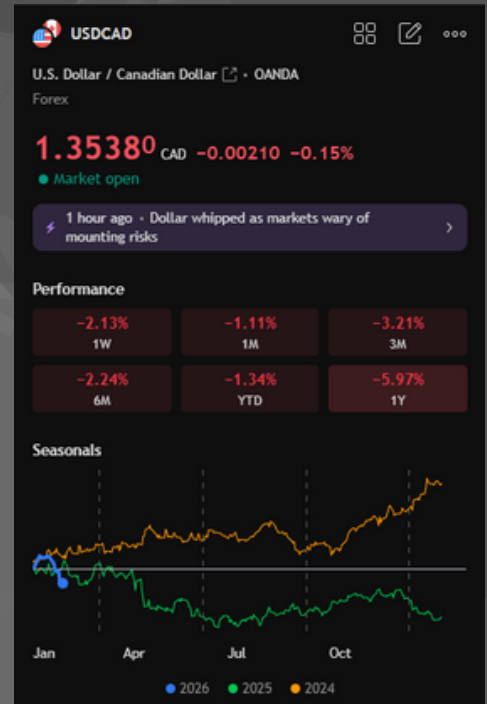 USDCAD
U.S. Dollar / Canadian Dollar • OANDA
Forex
1.35380 CAD −0.00210 −0.15%
Market open
1 hour ago • Dollar whipped as markets wary of
mounting risks
Performance
−2.13% −1.11% −3.21%
1W 1M 3M
−2.24% −1.34% −5.97%
6M YTD 1Y
Seasonals
Jan Apr Jul Oct
2026 2025 2024